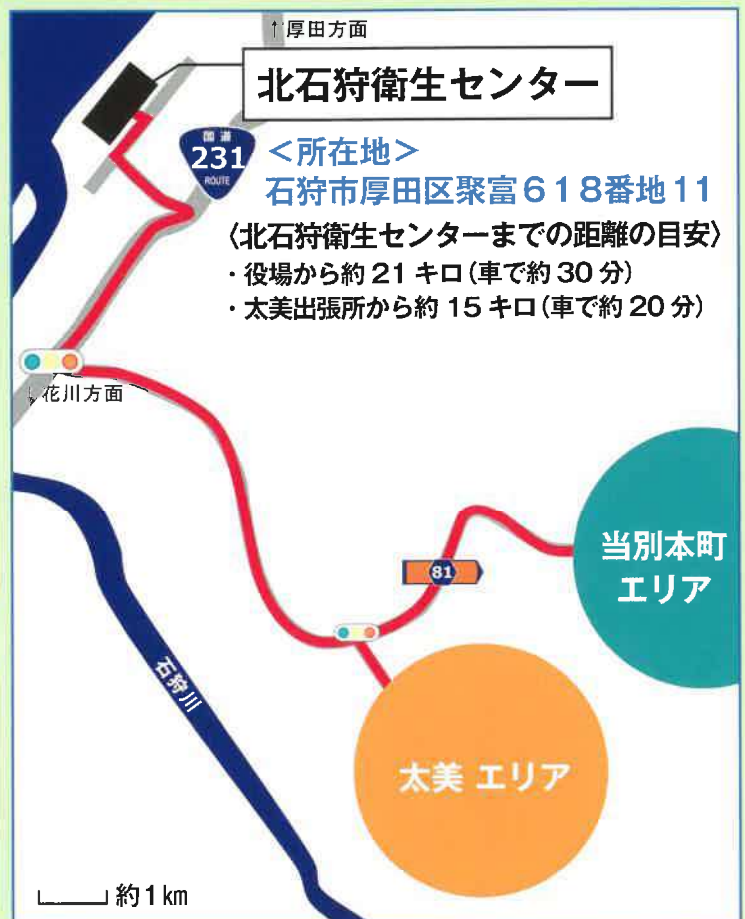 ↑厚田方面
北石狩衛生センター
国道
231
ROUTE
＜所在地＞
石狩市厚田区聚富６１８番地11
〈北石狩衛生センターまでの距離の目安〉
・役場から約 21 キロ(車で約 30 分)
・太美出張所から約 15 キロ(車で約 20 分)
↓花川方面
当別本町
エリア
81
石狩川
太美 エリア
約1km